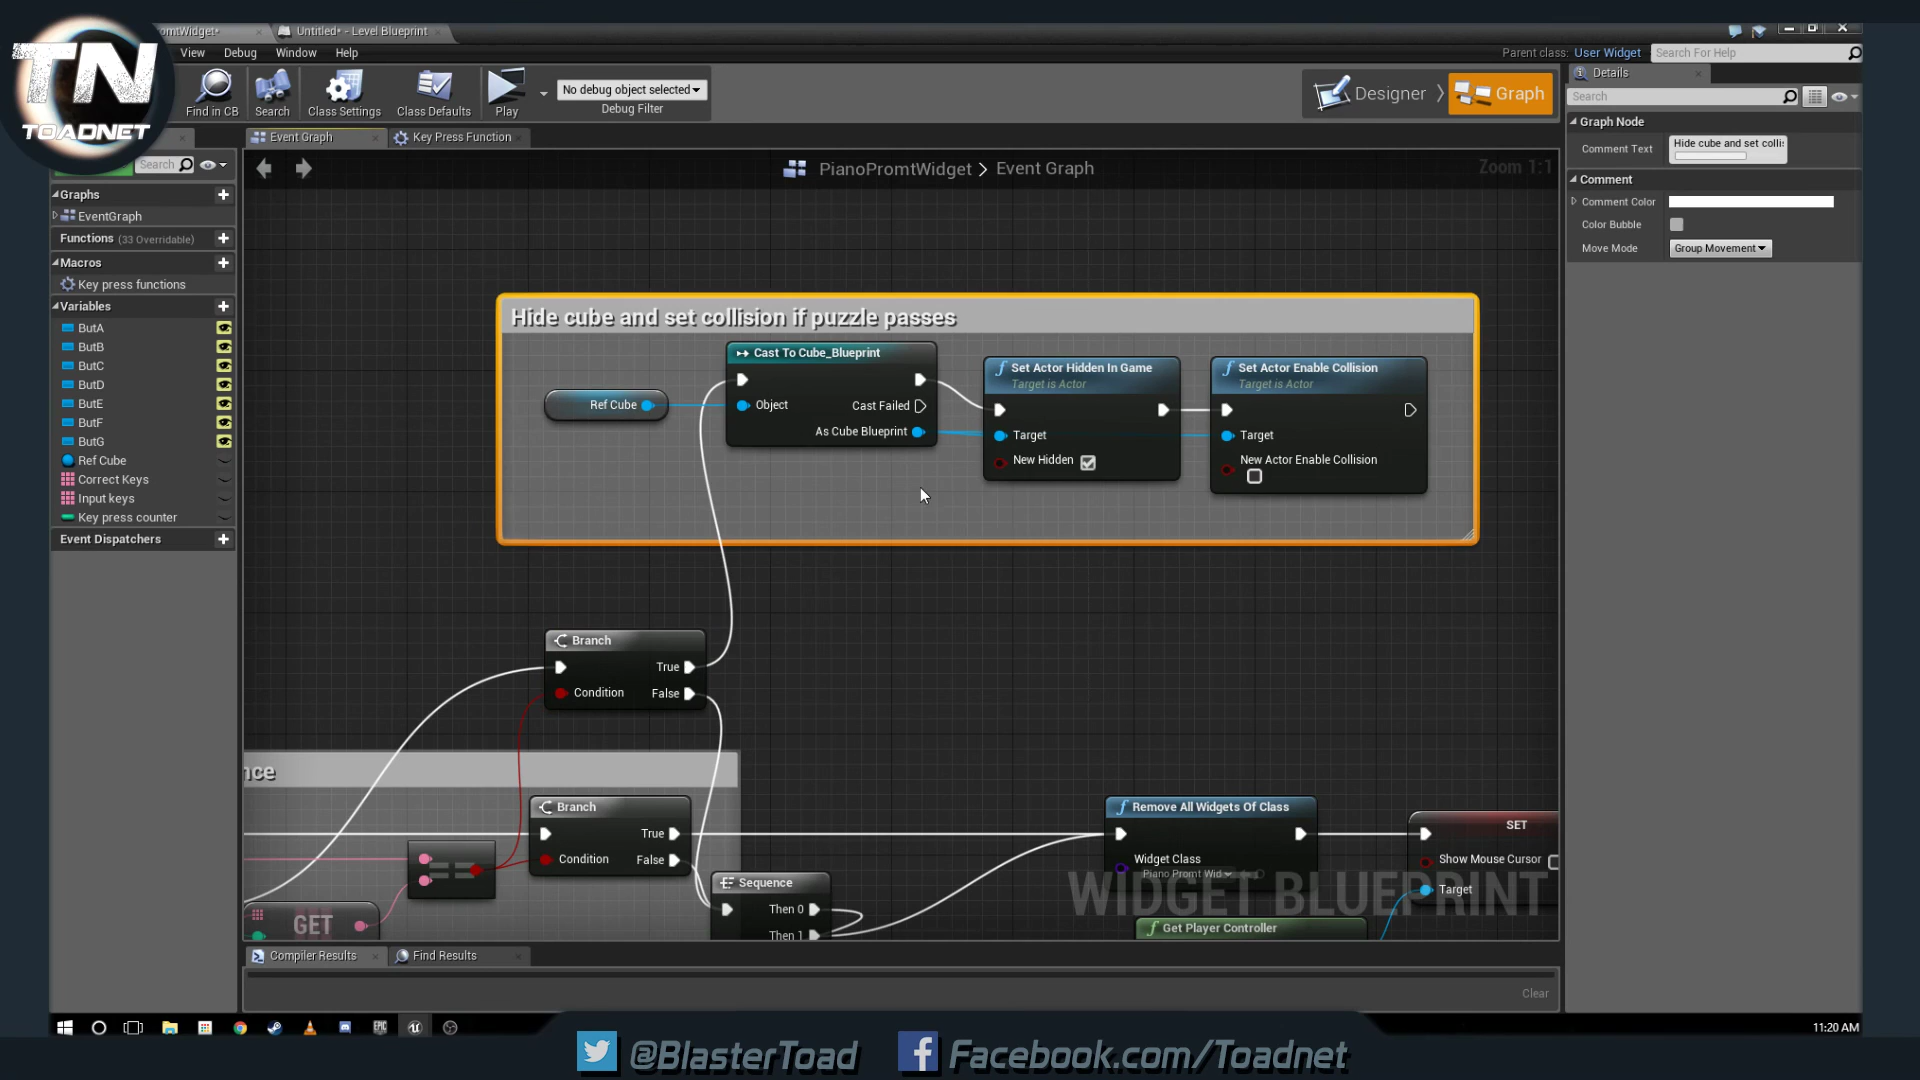 TN
TOADNET
omtWidget*
Untitled* - Level Blueprint
View
Debug
Window
Help
Parent class: User Widget
Search For Help
Find in CB
Search
Class Settings
Class Defaults
Play
No debug object selected
Debug Filter
Designer
Graph
Details
Search
Event Graph
Key Press Function
Search
PianoPromtWidget > Event Graph
Zoom 1:1
Graph Node
Comment Text
Hide cube and set collis
Comment
Comment Color
Color Bubble
Move Mode
Group Movement
Graphs
EventGraph
Functions (33 Overridable)
Macros
Key press functions
Variables
ButA
ButB
ButC
ButD
ButE
ButF
ButG
Ref Cube
Correct Keys
Input keys
Key press counter
Event Dispatchers
Hide cube and set collision if puzzle passes
Ref Cube
Cast To Cube_Blueprint
Object
Cast Failed
As Cube Blueprint
Set Actor Hidden In Game
Target is Actor
Target
New Hidden
Set Actor Enable Collision
Target is Actor
Target
New Actor Enable Collision
Branch
True
Condition
False
nce
Branch
True
Condition
False
==
GET
Sequence
Then 0
Then 1
Remove All Widgets Of Class
Widget Class
Piano Promt Wid
SET
Show Mouse Cursor
Target
WIDGET BLUEPRINT
Get Player Controller
Compiler Results
Find Results
Clear
EPIC
11:20 AM
@BlasterToad
Facebook.com/Toadnet